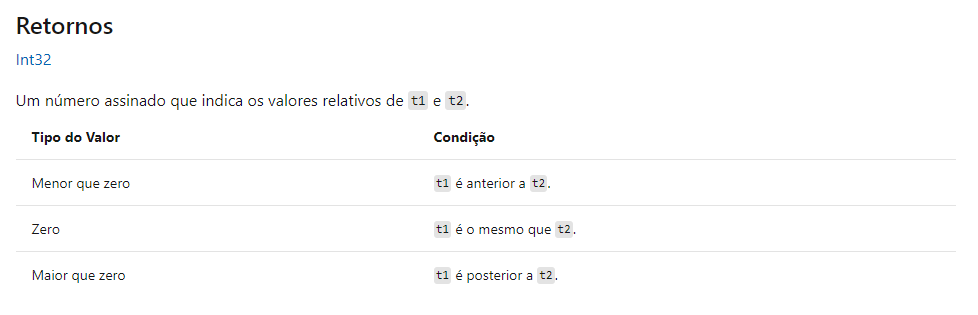 Retornos
Int32
Um número assinado que indica os valores relativos de t1 e t2.
Tipo do Valor Condição
Menor que zero t1 é anterior a t2.
Zero t1 é o mesmo que t2.
Maior que zero t1 é posterior a t2.